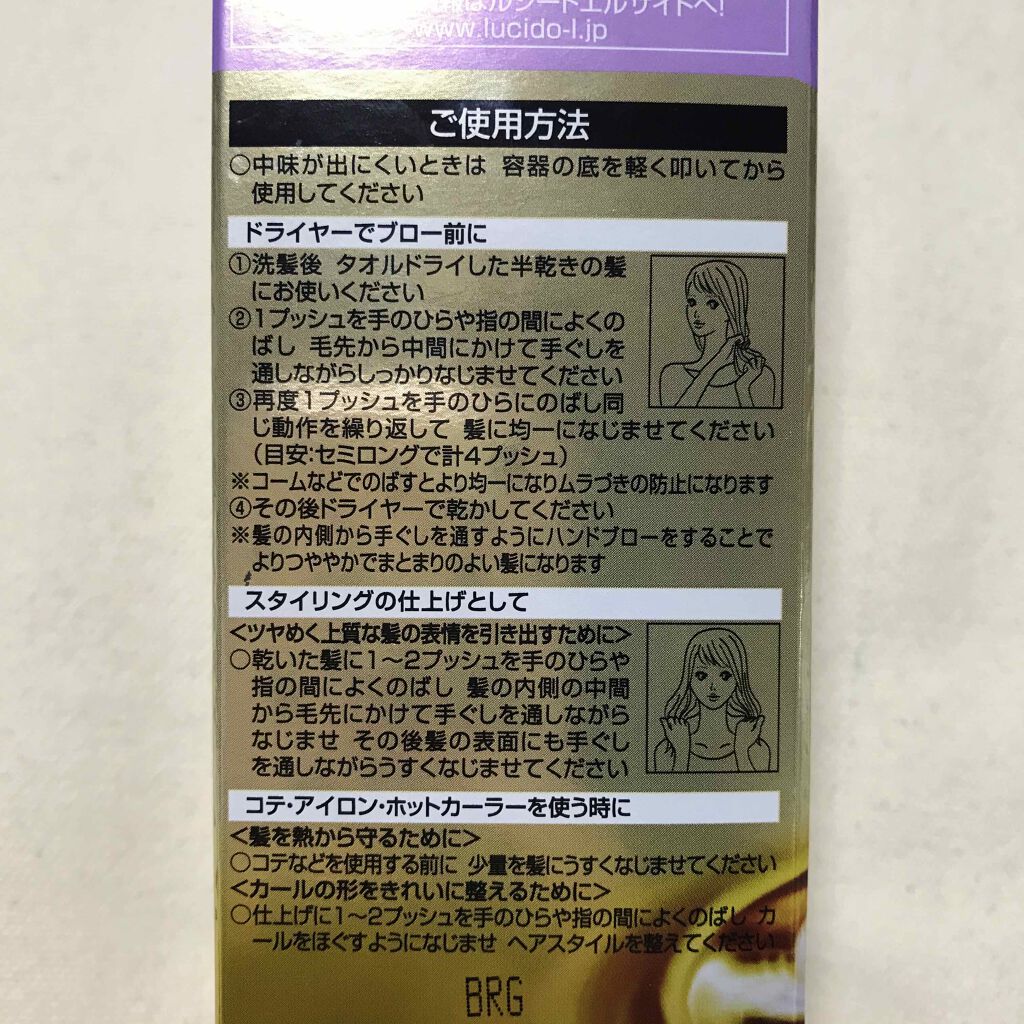 はルシードエルサイトへ!
www.lucido-l.jp
ご使用方法
○中味が出にくいときは 容器の底を軽く叩いてから
使用してください
ドライヤーでブロー前に
①洗髪後 タオルドライした半乾きの髪
にお使いください
②1プッシュを手のひらや指の間によくの
ばし 毛先から中間にかけて手ぐしを
通しながらしっかりなじませてください
③再度1プッシュを手のひらにのばし同
じ動作を繰り返して 髪に均一になじませてください
(目安:セミロングで計4プッシュ)
※コームなどでのばすとより均一になりムラづきの防止になります
④その後ドライヤーで乾かしてください
※髪の内側から手ぐしを通すようにハンドブローをすることで
よりつややかでまとまりのよい髪になります
スタイリングの仕上げとして
<ツヤめく上質な髪の表情を引き出すために>
○乾いた髪に1〜2プッシュを手のひらや
指の間によくのばし 髪の内側の中間
から毛先にかけて手ぐしを通しながら
なじませ その後髪の表面にも手ぐし
を通しながらうすくなじませてください
コテ・アイロン・ホットカーラーを使う時に
<髪を熱から守るために>
○コテなどを使用する前に 少量を髪にうすくなじませてください
<カールの形をきれいに整えるために>
○仕上げに1〜2プッシュを手のひらや指の間によくのばし カ
ールをほぐすようになじませ ヘアスタイルを整えてください
BRG